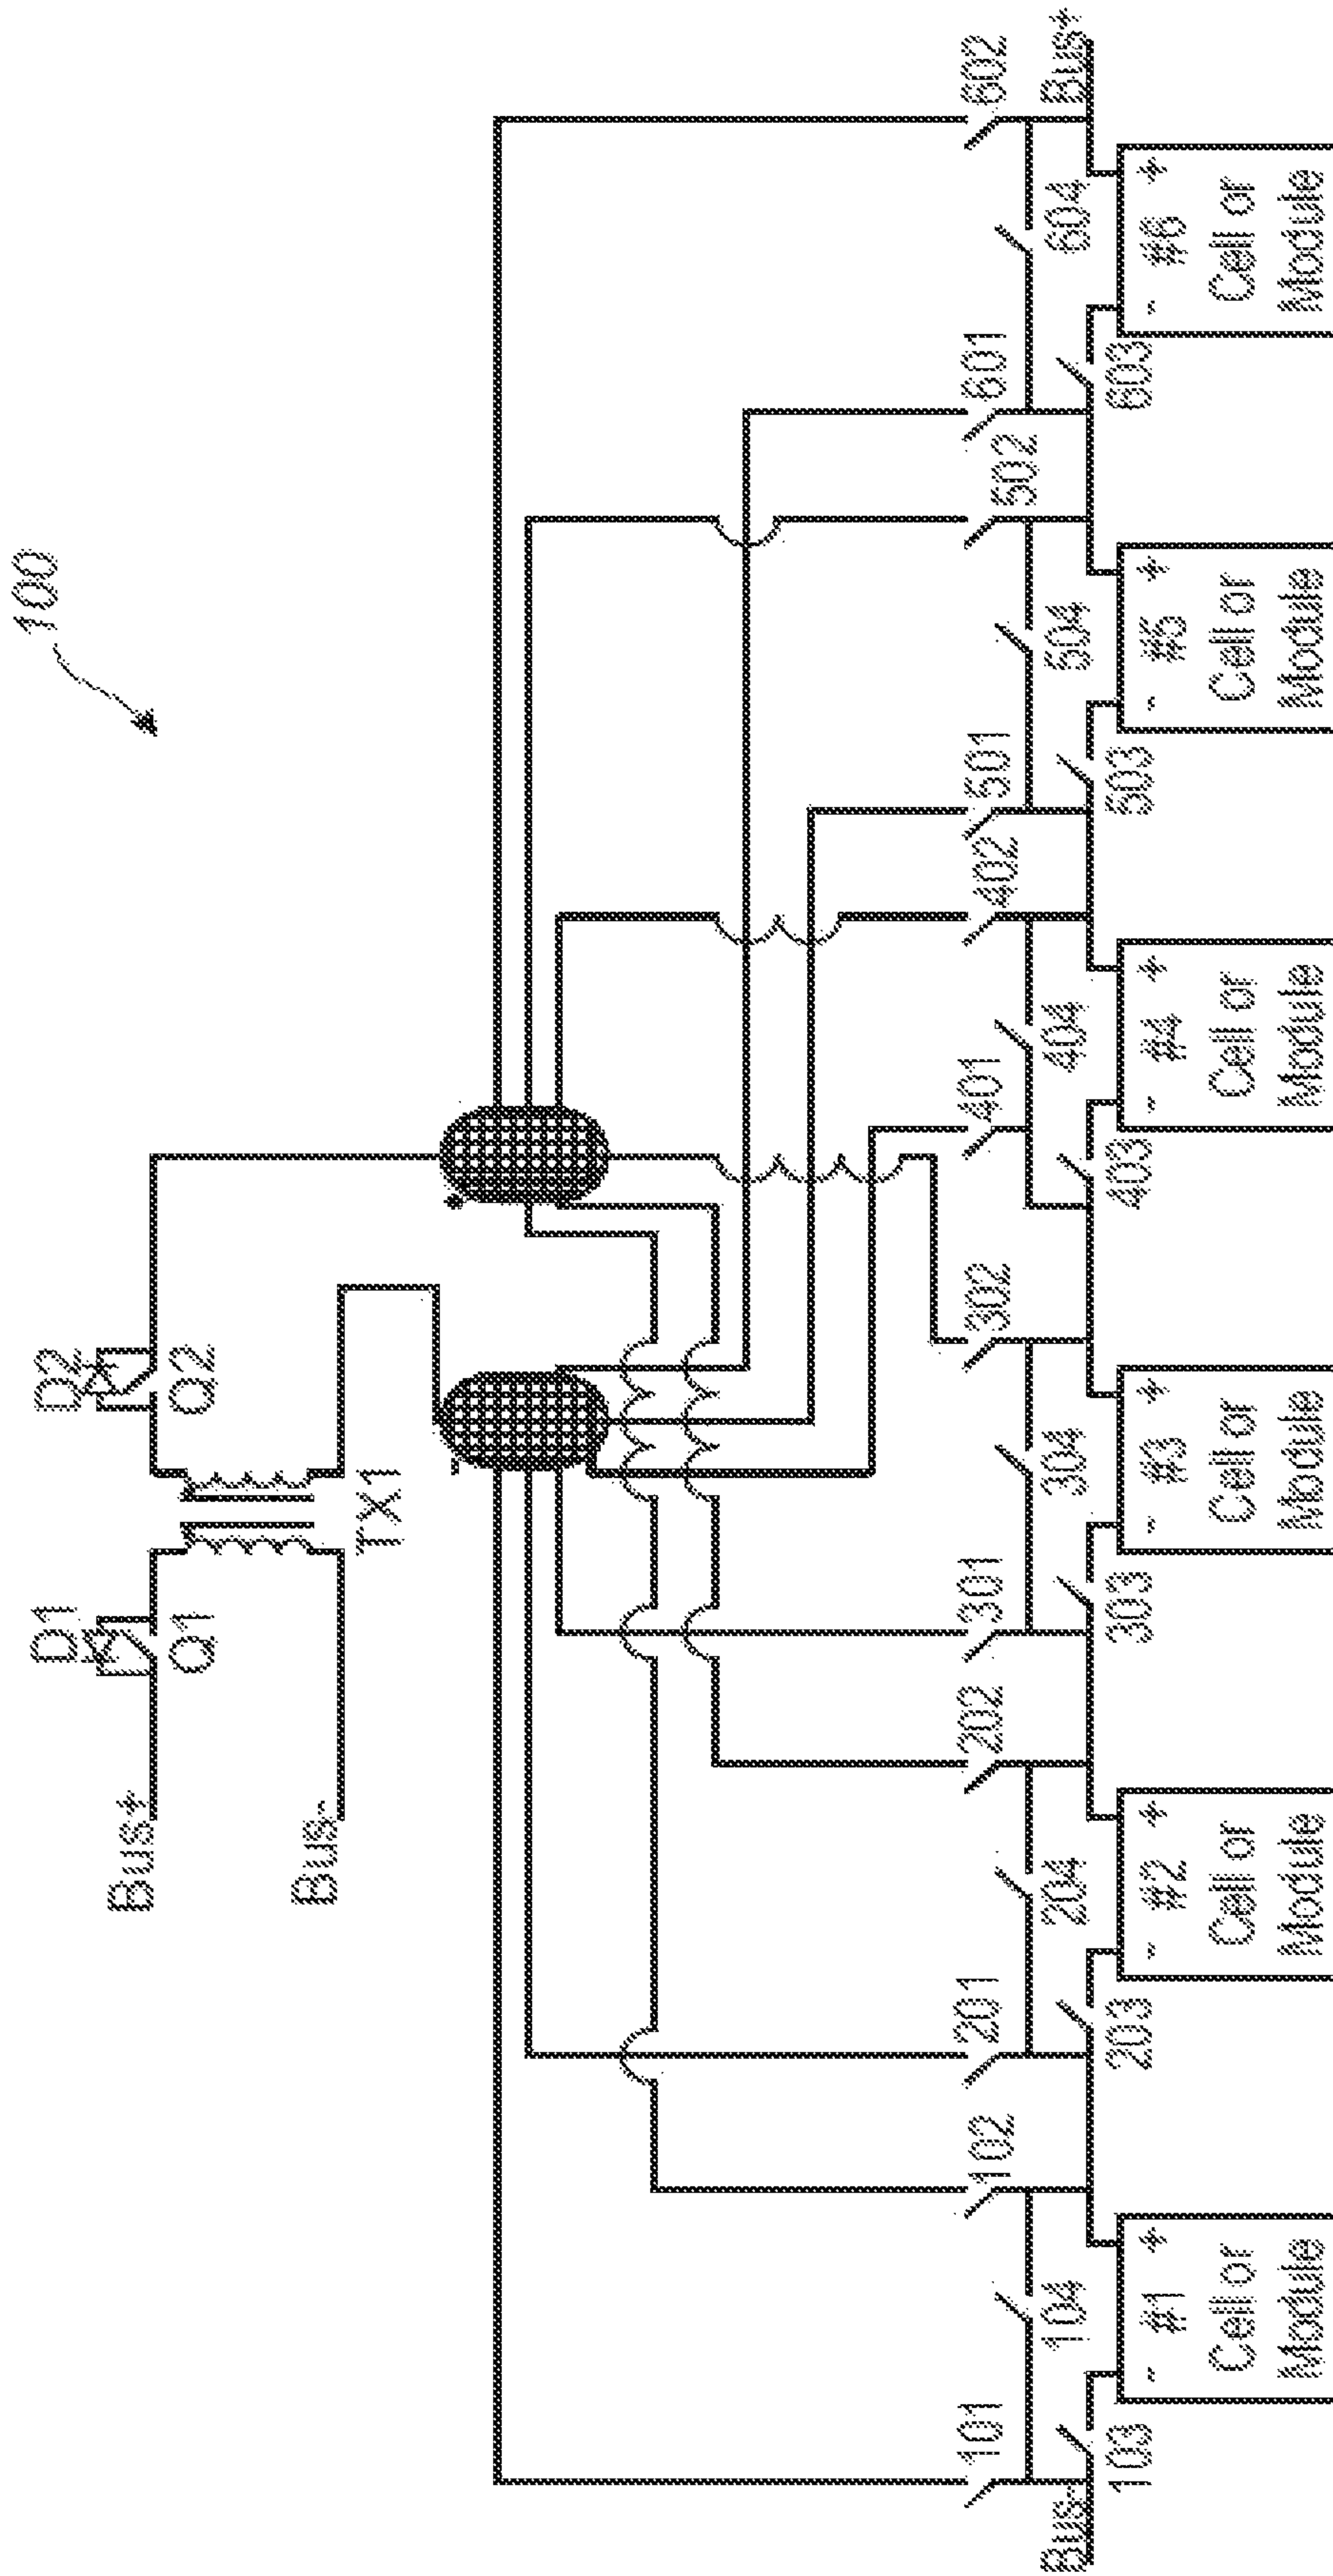 100
D1
D2
Bus+
Q1
Q2
Bus-
TX1
-
+
101
102
201
202
301
302
401
402
501
502
601
602
104
204
304
404
504
604
Bus-
Bus+
103
203
303
403
503
603
- +
#1
Cell or
Module
- +
#2
Cell or
Module
- +
#3
Cell or
Module
- +
#4
Cell or
Module
- +
#5
Cell or
Module
- +
#6
Cell or
Module